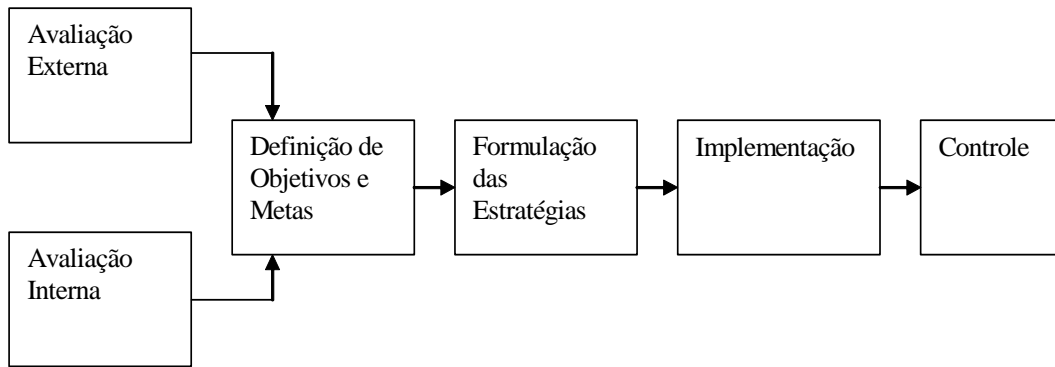 Avaliação
Externa
Avaliação
Interna
Definição de
Objetivos e
Metas
Formulação
das
Estratégias
Implementação
Controle